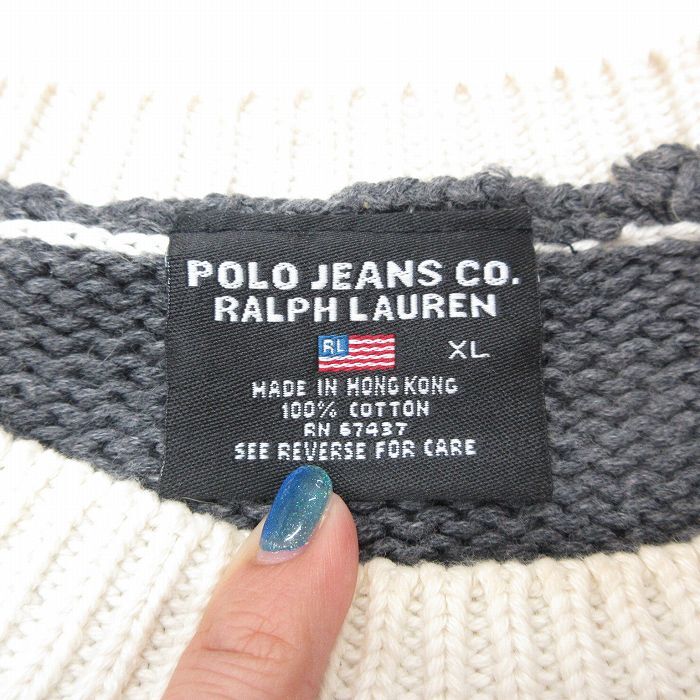 POLO JEANS CO.
RALPH LAUREN
RL XL
MADE IN HONG KONG
100% COTTON
RN 67437
SEE REVERSE FOR CARE